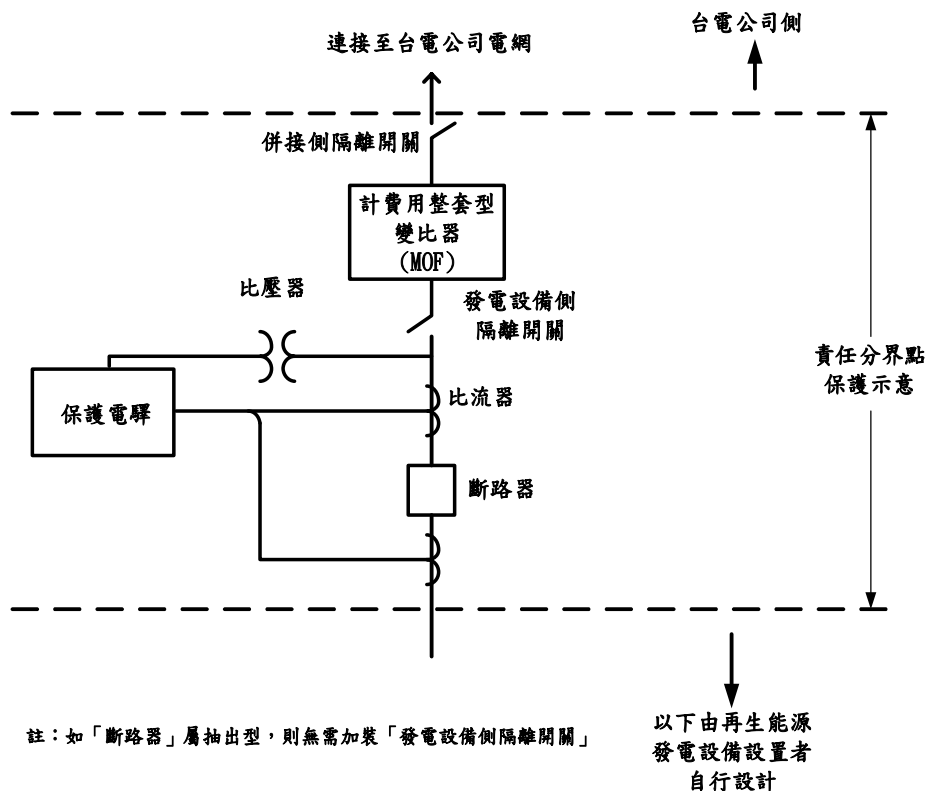 台電公司側
連接至台電公司電網
併接側隔離開關
計費用整套型
變比器
(MOF)
比壓器
發電設備側
隔離開關
責任分界點
保護示意
比流器
保護電驛
斷路器
以下由再生能源
發電設備設置者
自行設計
註：如「斷路器」屬抽出型，則無需加裝「發電設備側隔離開關」